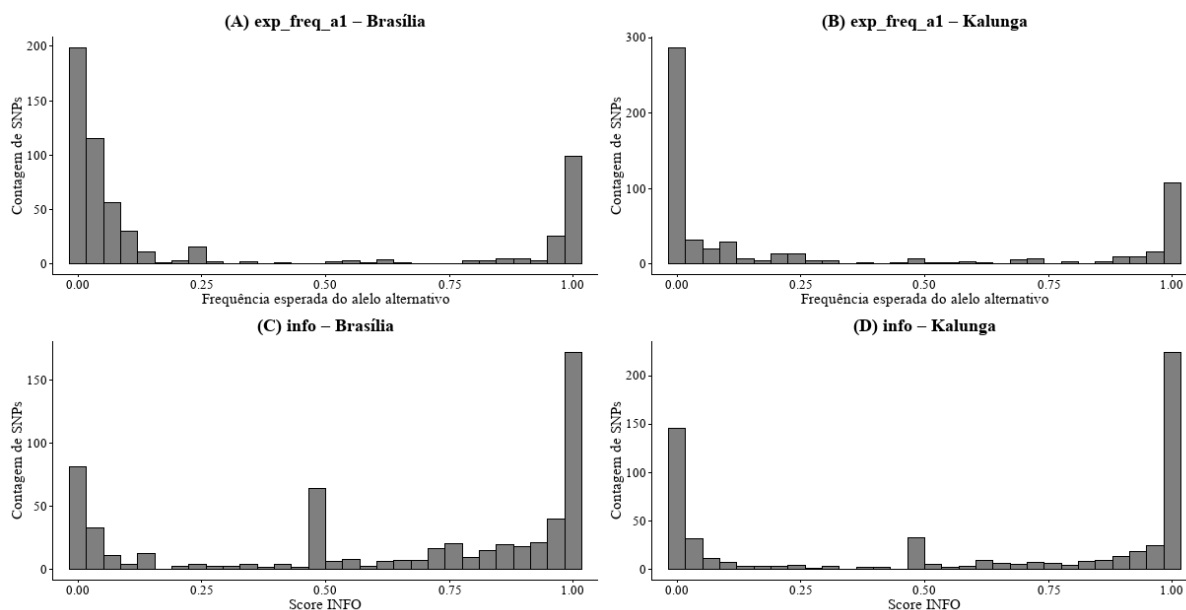 (A) exp_freq_a1 – Brasília
Contagem de SNPs
200
150
100
50
0
0.00 0.25 0.50 0.75 1.00
Frequência esperada do alelo alternativo
(B) exp_freq_a1 – Kalunga
Contagem de SNPs
300
200
100
0
0.00 0.25 0.50 0.75 1.00
Frequência esperada do alelo alternativo
(C) info – Brasília
Contagem de SNPs
150
100
50
0
0.00 0.25 0.50 0.75 1.00
Score INFO
(D) info – Kalunga
Contagem de SNPs
200
150
100
50
0
0.00 0.25 0.50 0.75 1.00
Score INFO